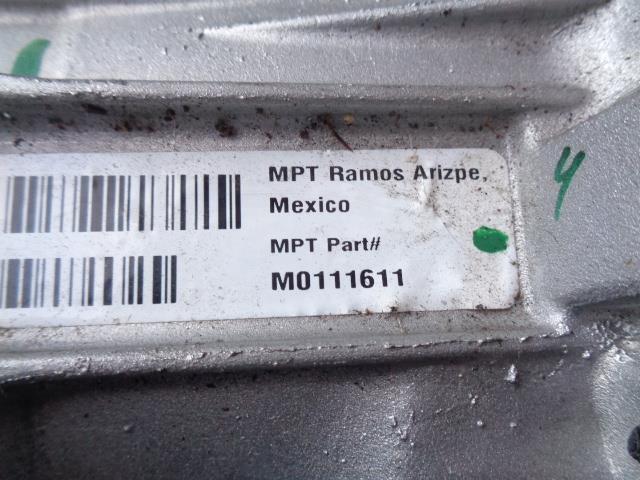 MPT Ramos Arizpe,
Mexico
MPT Part#
M0111611
4